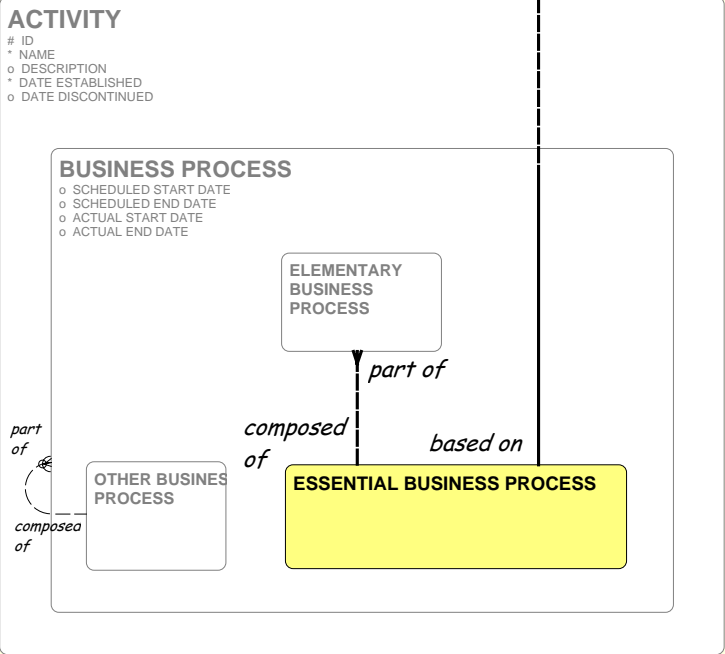 ACTIVITY
# ID
* NAME
o DESCRIPTION
* DATE ESTABLISHED
o DATE DISCONTINUED
BUSINESS PROCESS
o SCHEDULED START DATE
o SCHEDULED END DATE
o ACTUAL START DATE
o ACTUAL END DATE
ELEMENTARY
BUSINESS
PROCESS
part of
composed
of
based on
part
of
OTHER BUSINES
PROCESS
ESSENTIAL BUSINESS PROCESS
composed
of